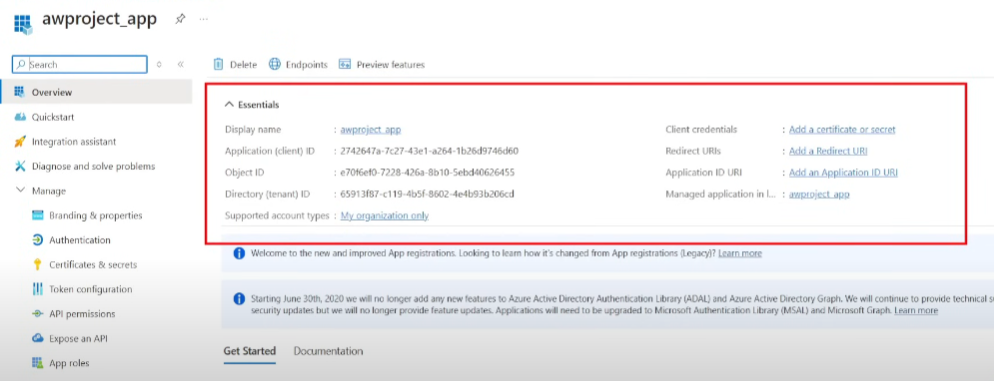 awproject_app
Search
Delete
Endpoints
Preview features
Overview
Quickstart
Integration assistant
Diagnose and solve problems
Manage
Branding & properties
Authentication
Certificates & secrets
Token configuration
API permissions
Expose an API
App roles
Essentials
Display name : awproject_app
Application (client) ID : 2742647a-7c27-43e1-a264-1b26d9746d60
Object ID : e70f6ef0-7228-426a-8b10-5ebd40626455
Directory (tenant) ID : 65913f87-c119-4b5f-8602-4e4b93b206cd
Supported account types : My organization only
Client credentials : Add a certificate or secret
Redirect URIs : Add a Redirect URI
Application ID URI : Add an Application ID URI
Managed application in l... : awproject_app
Welcome to the new and improved App registrations. Looking to learn how it's changed from App registrations (Legacy)? Learn more
Starting June 30th, 2020 we will no longer add any new features to Azure Active Directory Authentication Library (ADAL) and Azure Active Directory Graph. We will continue to provide technical
security updates but we will no longer provide feature updates. Applications will need to be upgraded to Microsoft Authentication Library (MSAL) and Microsoft Graph. Learn more
Get Started
Documentation